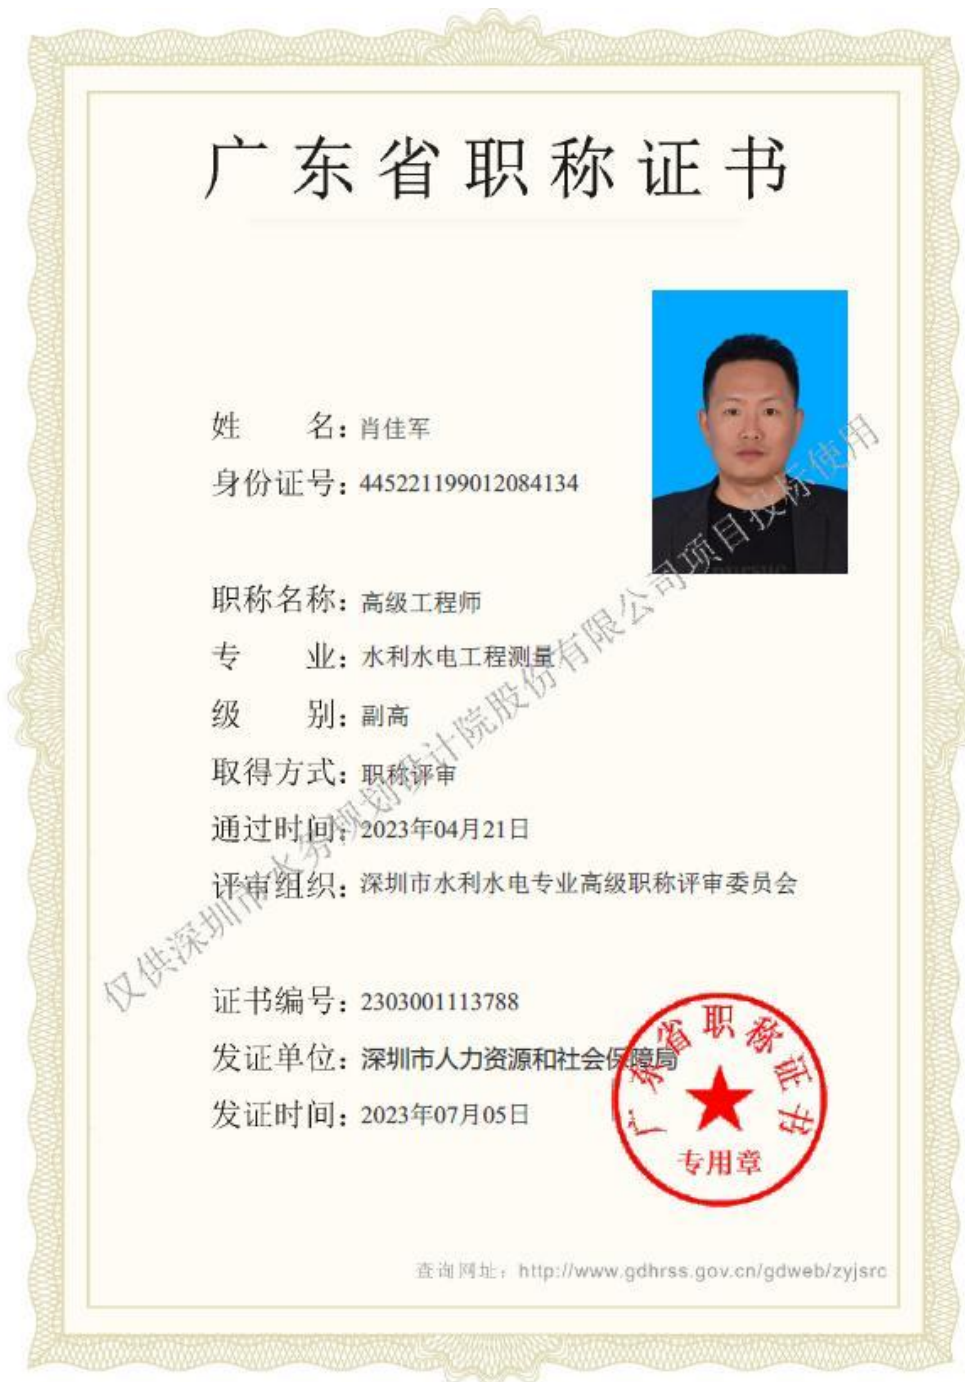 广东省职称证书
姓 名：肖佳军
身份证号：445221199012084134
职称名称：高级工程师
专 业：水利水电工程测量
级 别：副高
取得方式：职称评审
通过时间：2023年04月21日
评审组织：深圳市水利水电专业高级职称评审委员会
证书编号：2303001113788
发证单位：深圳市人力资源和社会保障局
发证时间：2023年07月05日
广东省职称证书
专用章
查询网址：http://www.gdhrss.gov.cn/gdweb/zyjsrc
仅供深圳市水务规划设计院股份有限公司项目投标使用